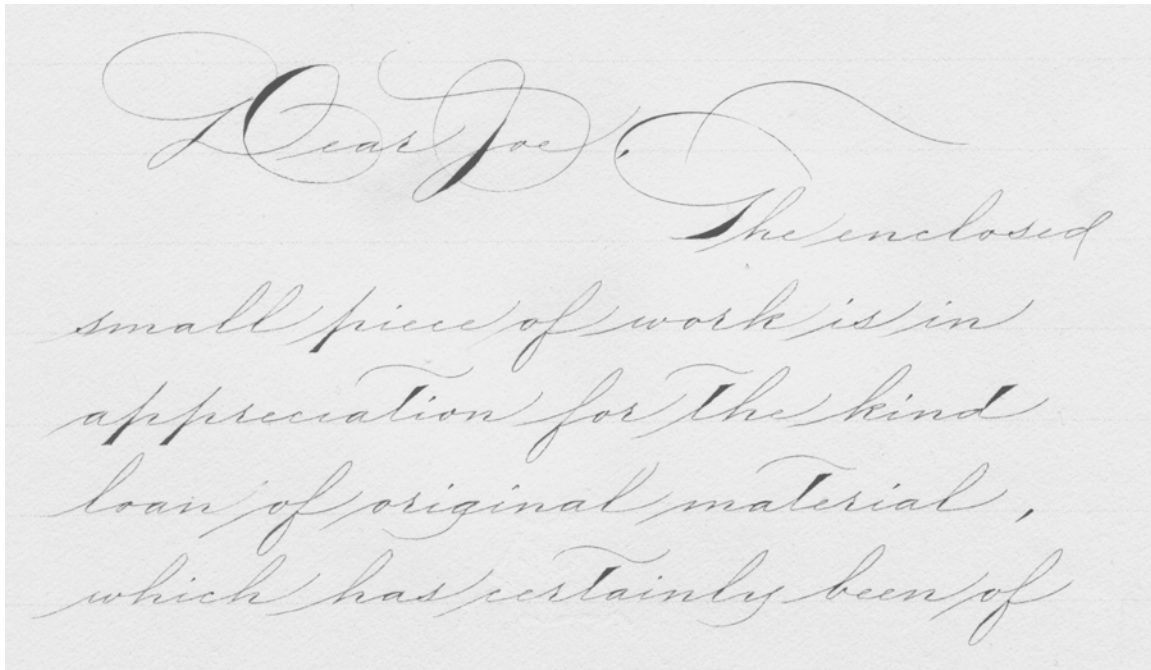 Dear Joe,
The enclosed
small piece of work is in
appreciation for the kind
loan of original material,
which has certainly been of